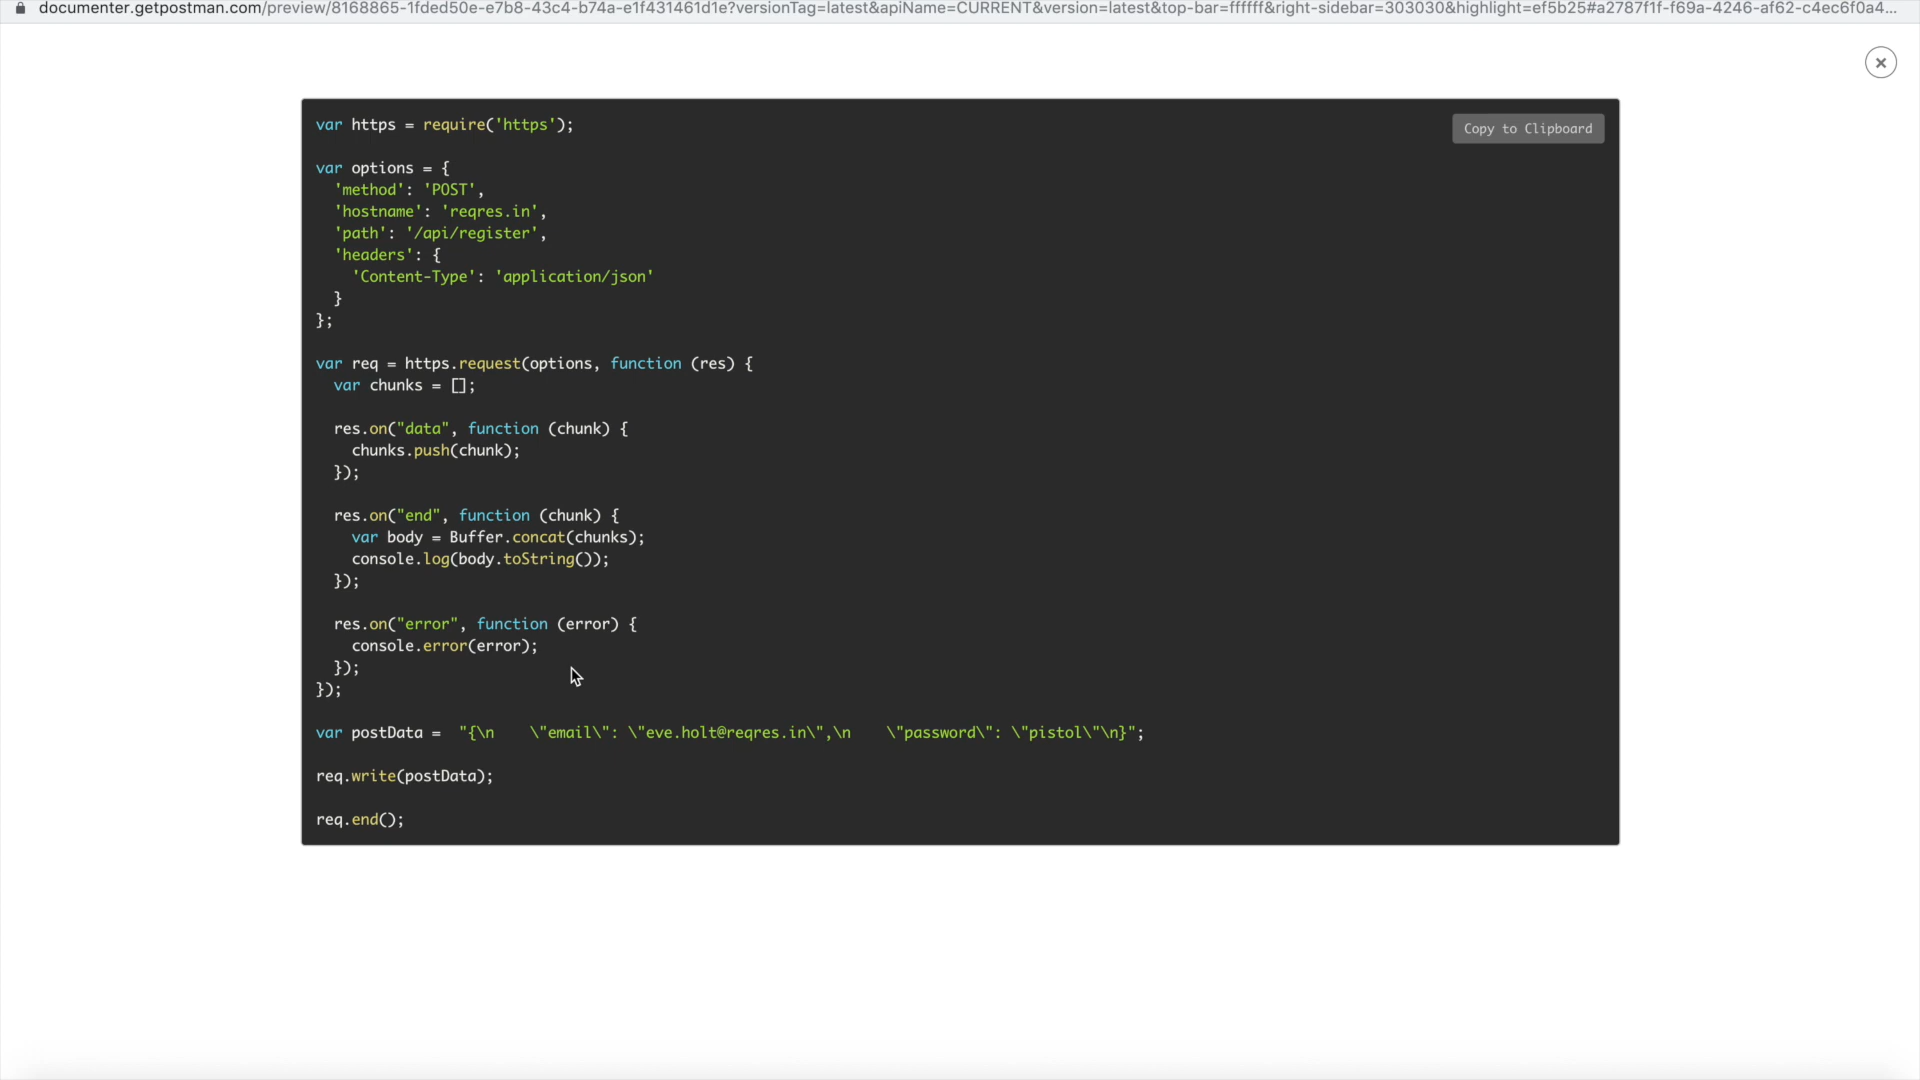 documenter.getpostman.com/preview/8168865-1fded50e-e7b8-43c4-b74a-e1f431461d1e?versionTag=latest&apiName=CURRENT&version=latest&top-bar=ffffff&right-sidebar=303030&highlight=ef5b25#a2787f1f-f69a-4246-af62-c4ec6f0a4...
Copy to Clipboard
var https = require('https');
var options = {
  'method': 'POST',
  'hostname': 'reqres.in',
  'path': '/api/register',
  'headers': {
    'Content-Type': 'application/json'
  }
};
var req = https.request(options, function (res) {
  var chunks = [];
  res.on("data", function (chunk) {
    chunks.push(chunk);
  });
  res.on("end", function (chunk) {
    var body = Buffer.concat(chunks);
    console.log(body.toString());
  });
  res.on("error", function (error) {
    console.error(error);
  });
});
var postData =  "{\n    \"email\": \"eve.holt@reqres.in\",\n    \"password\": \"pistol\"\n}";
req.write(postData);
req.end();